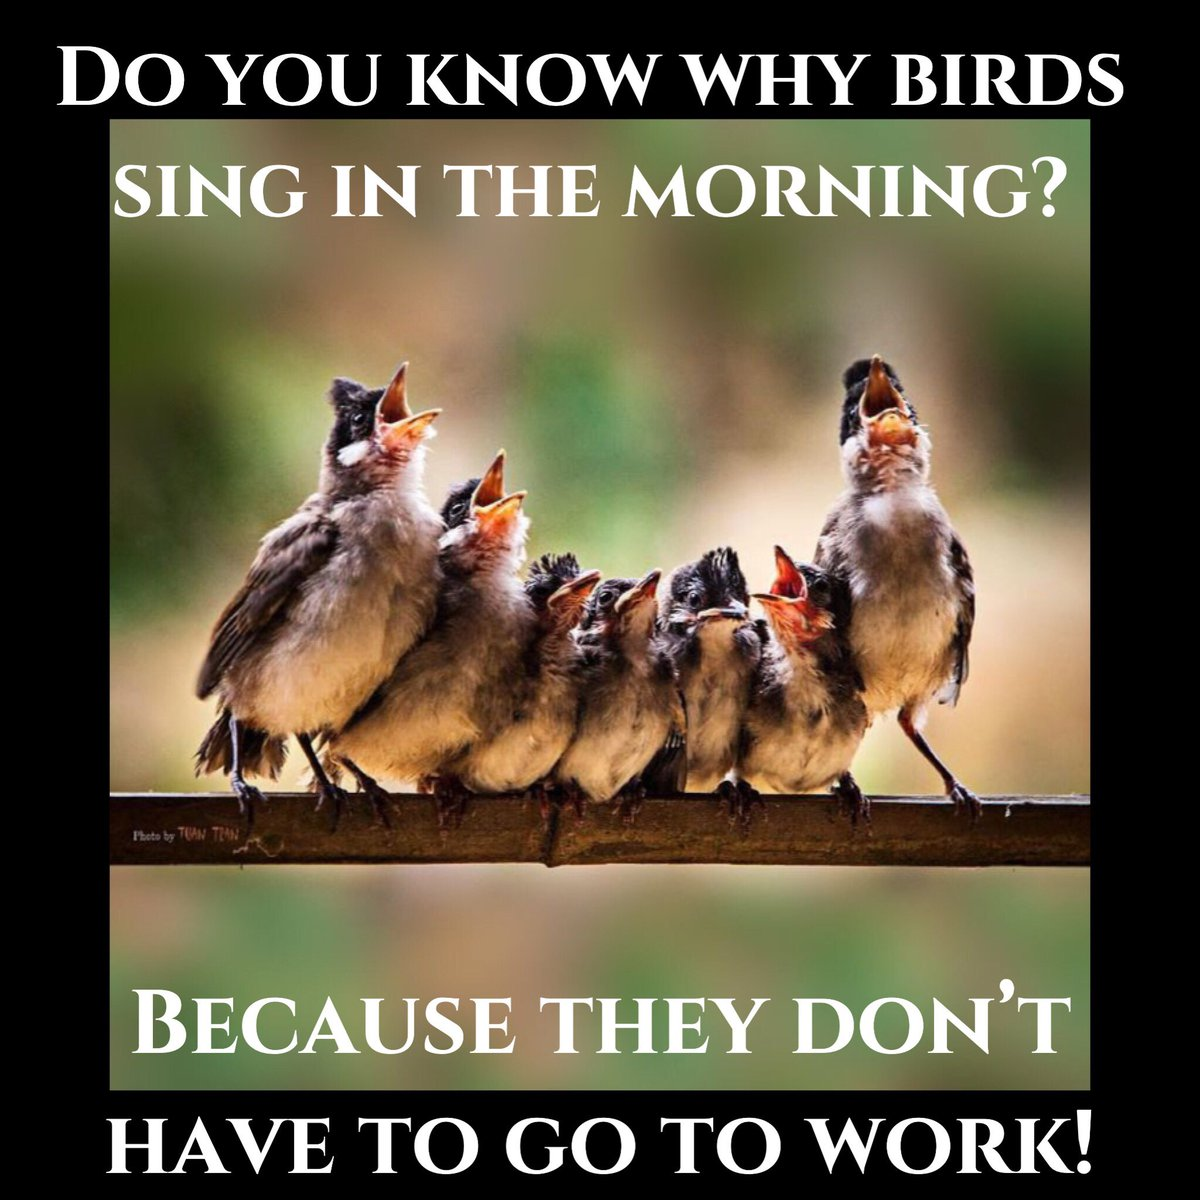 Do you know why birds
sing in the morning?
Photo by TUAN TRAN
Because they don't
have to go to work!